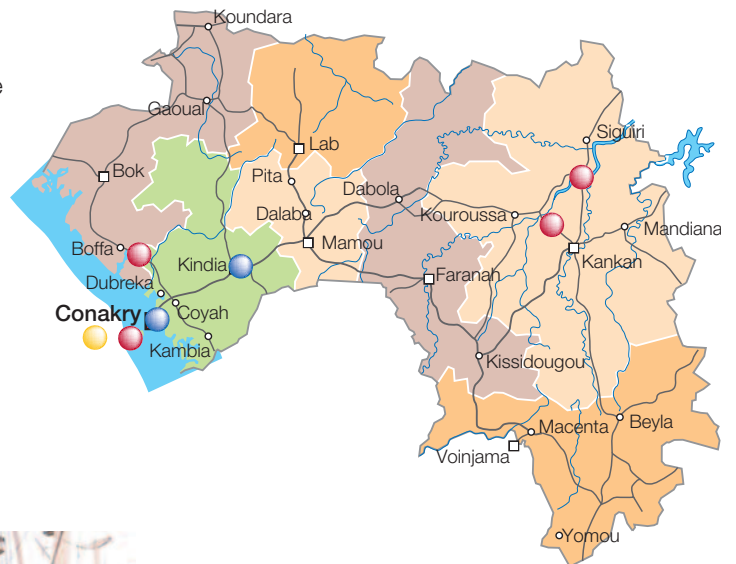 Koundara
e
Gaoual
Siguiri
Lab
Bok
Pita
Dabola
Dalaba
Kouroussa
Mandiana
Mamou
Boffa
Kindia
Kankan
Faranah
Dubreka
Conakry
Coyah
Kambia
Kissidougou
Macenta
Beyla
Voinjama
Yomou